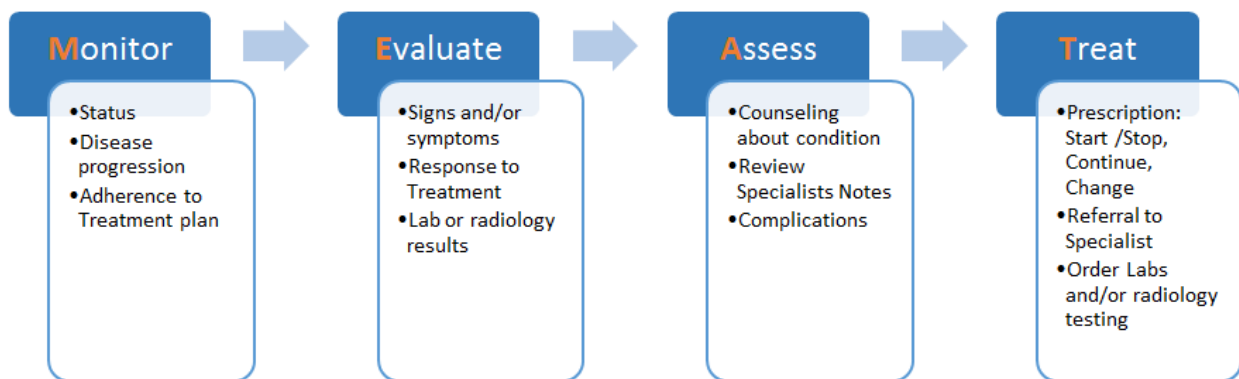 Monitor
•Status
•Disease
progression
•Adherence to
Treatment plan
Evaluate
•Signs and/or
symptoms
•Response to
Treatment
•Lab or radiology
results
Assess
•Counseling
about condition
•Review
Specialists Notes
•Complications
Treat
•Prescription:
Start /Stop,
Continue,
Change
•Referral to
Specialist
•Order Labs
and/or radiology
testing